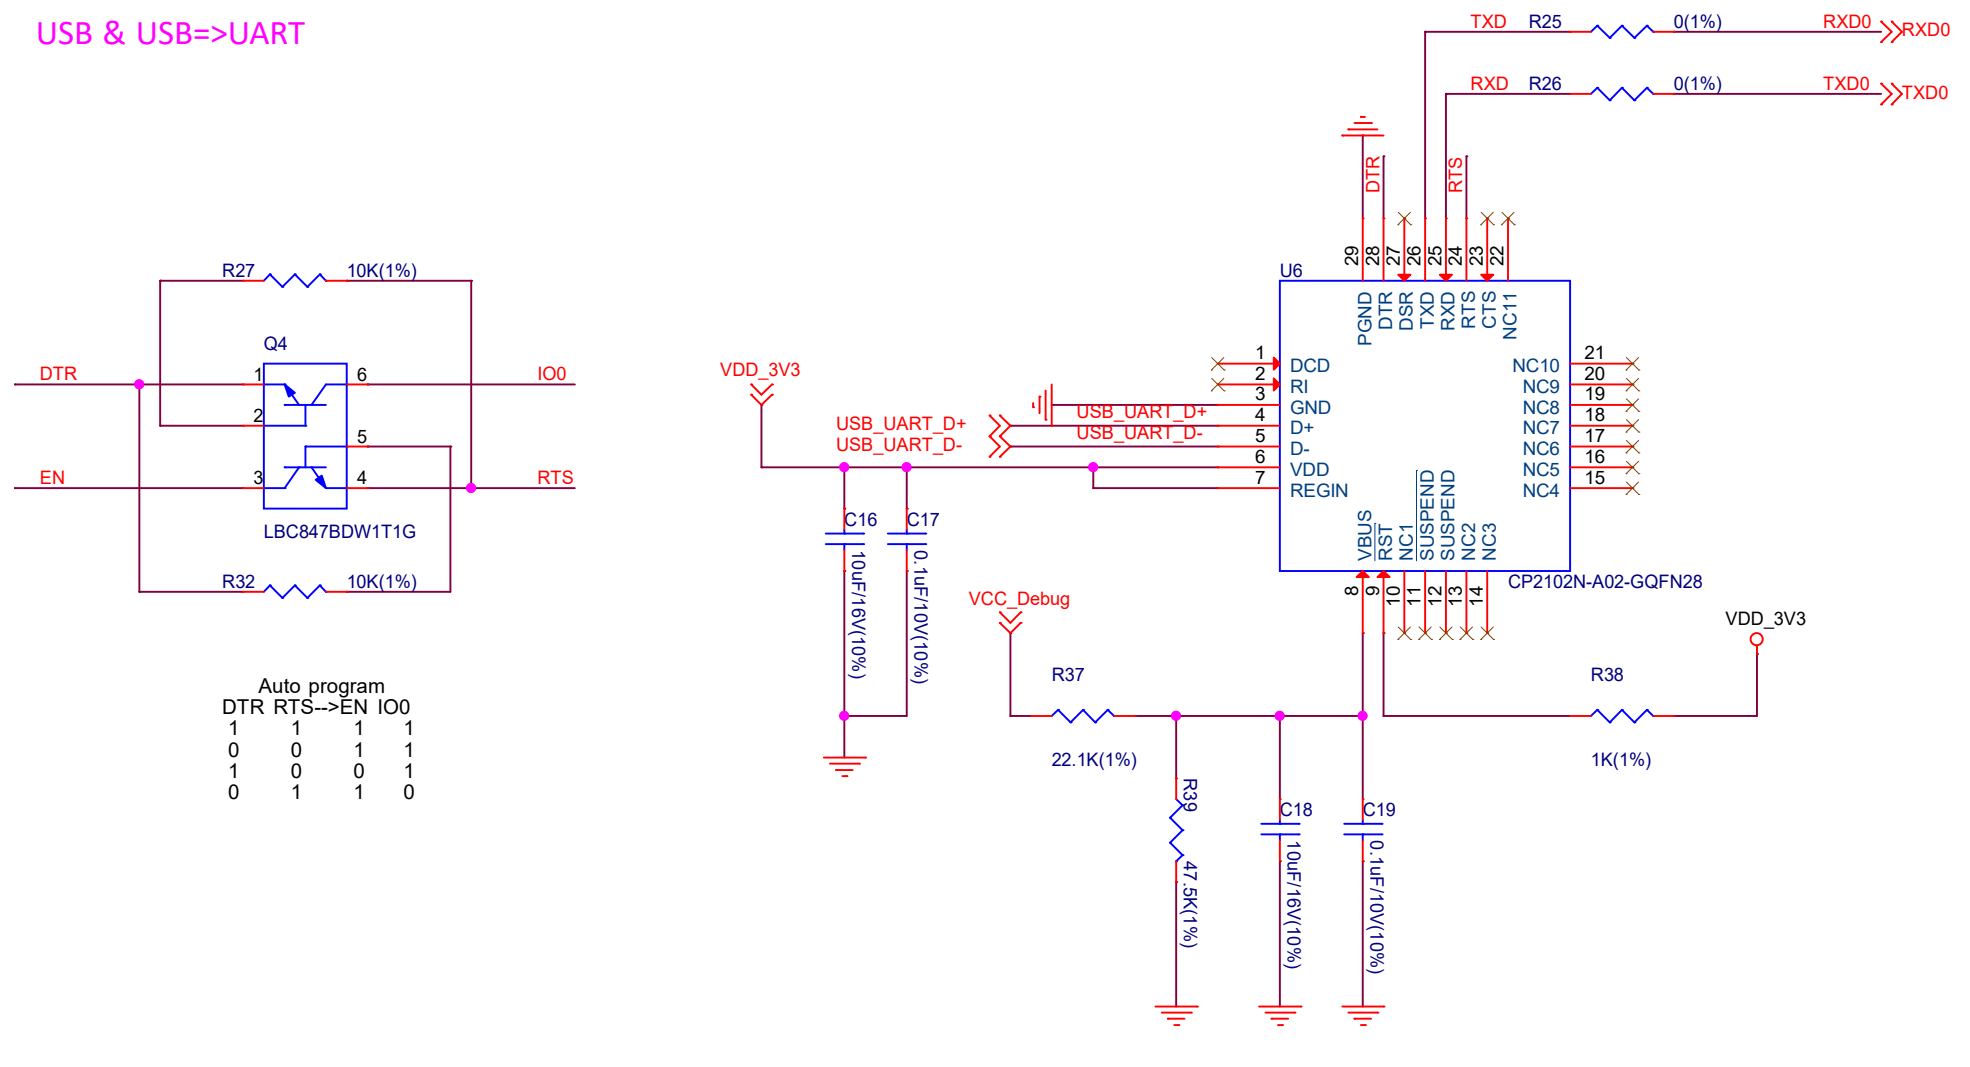 USB & USB=>UART
TXD R25 0(1%) RXD0 RXD0
RXD R26 0(1%) TXD0 TXD0
DTR RTS
29 28 27 26 25 24 23 22
U6
PGND DTR DSR TXD RXD RTS CTS NC11
R27 10K(1%)
Q4
DTR 1 6 IO0
2
5
EN 3 4 RTS
LBC847BDW1T1G
R32 10K(1%)
Auto program
DTR RTS-->EN IO0
1 1 1 1
0 0 1 1
1 0 0 1
0 1 1 0
VDD_3V3
USB_UART_D+
USB_UART_D-
USB_UART_D+
USB_UART_D-
1 DCD
2 RI
3 GND
4 D+
5 D-
6 VDD
7 REGIN
NC10 21
NC9 20
NC8 19
NC7 18
NC6 17
NC5 16
NC4 15
VBUS RST NC1 SUSPEND SUSPEND NC2 NC3
8 9 10 11 12 13 14
CP2102N-A02-GQFN28
C16 C17
10uF/16V(10%) 0.1uF/10V(10%)
VCC_Debug
VDD_3V3
R37
22.1K(1%)
R38
1K(1%)
R39
47.5K(1%)
C18
10uF/16V(10%)
C19
0.1uF/10V(10%)